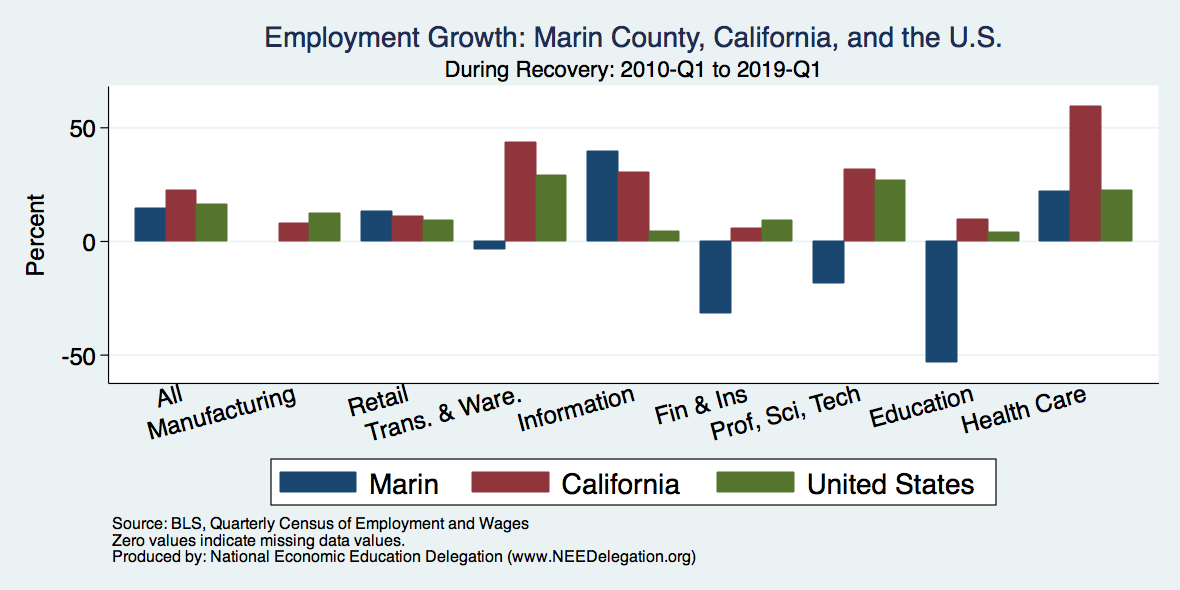 Employment Growth: Marin County, California, and the U.S.
During Recovery: 2010-Q1 to 2019-Q1
Percent
50
0
-50
All
Manufacturing
Retail
Trans. & Ware.
Information
Fin & Ins
Prof, Sci, Tech
Education
Health Care
Marin California United States
Source: BLS, Quarterly Census of Employment and Wages
Zero values indicate missing data values.
Produced by: National Economic Education Delegation (www.NEEDelegation.org)